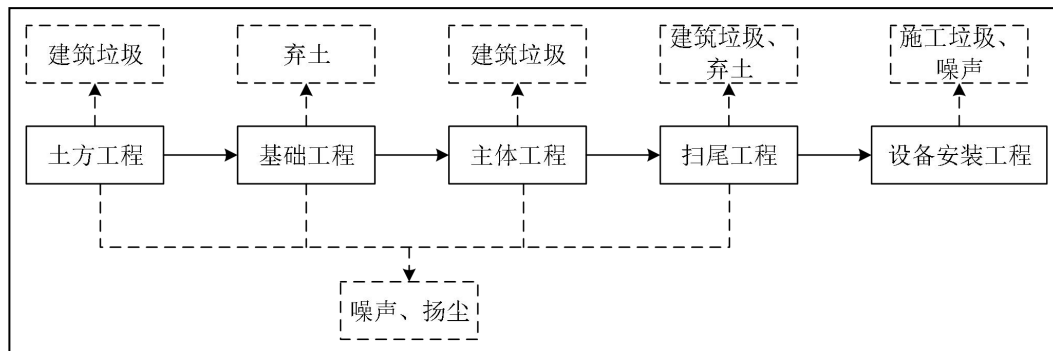 建筑垃圾
弃土
建筑垃圾
建筑垃圾、
弃土
施工垃圾、
噪声
土方工程
基础工程
主体工程
扫尾工程
设备安装工程
噪声、扬尘